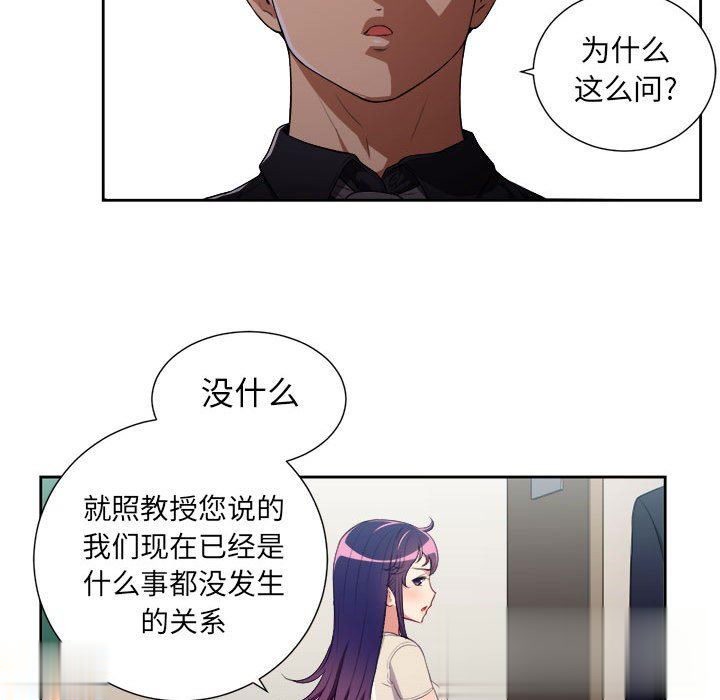 为什么
这么问?
没什么
就照教授您说的
我们现在已经是
什么事都没发生
的关系